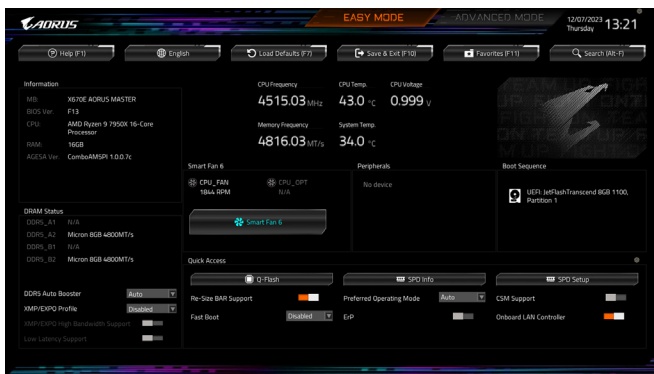 AORUS
EASY MODE
ADVANCED MODE
12/07/2023
Thursday
13:21
Help (F1)
English
Load Defaults (F7)
Save & Exit (F10)
Favorites (F11)
Search (Alt-F)
Information
MB: X670E AORUS MASTER
BIOS Ver. F13
CPU: AMD Ryzen 9 7950X 16-Core
Processor
RAM: 16GB
AGESA Ver. ComboAM5PI 1.0.0.7c
CPU Frequency
4515.03 MHz
CPU Temp.
43.0 °C
CPU Voltage
0.999 V
Memory Frequency
4816.03 MT/s
System Temp.
34.0 °C
Smart Fan 6
CPU_FAN
1844 RPM
CPU_OPT
N/A
Smart Fan 6
Peripherals
No device
Boot Sequence
UEFI: JetFlashTranscend 8GB 1100,
Partition 1
DRAM Status
DDR5_A1 N/A
DDR5_A2 Micron 8GB 4800MT/s
DDR5_B1 N/A
DDR5_B2 Micron 8GB 4800MT/s
DDR5 Auto
Booster
Auto
XMP/EXPO
Profile
Disabled
XMP/EXPO High Bandwidth Support
Low Latency
Support
Quick Access
Q-Flash
SPD Info
SPD Setup
Re-Size BAR Support
Preferred Operating Mode Auto
CSM Support
Fast Boot Disabled
ErP
Onboard LAN Controller